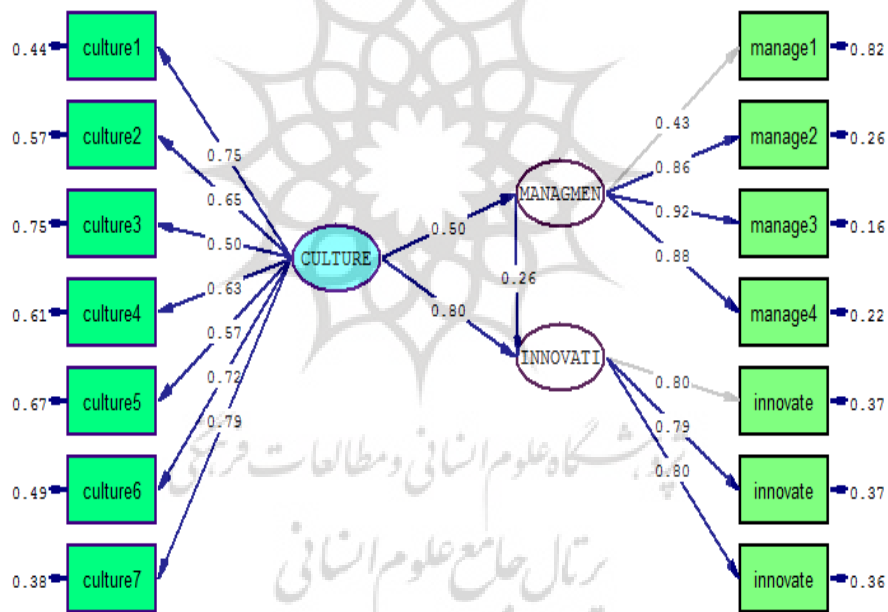 0.44
culture1
0.57
culture2
0.75
culture3
0.61
culture4
0.67
culture5
0.49
culture6
0.38
culture7
0.75
0.65
0.50
0.63
0.57
0.72
0.79
CULTURE
0.50
0.80
MANAGMEN
0.26
INNOVATI
0.43
0.86
0.92
0.88
0.80
0.79
0.80
manage1
0.82
manage2
0.26
manage3
0.16
manage4
0.22
innovate
0.37
innovate
0.37
innovate
0.36
پژوهشگاه علوم انسانی و مطالعات فرهنگی
پرتال جامع علوم انسانی